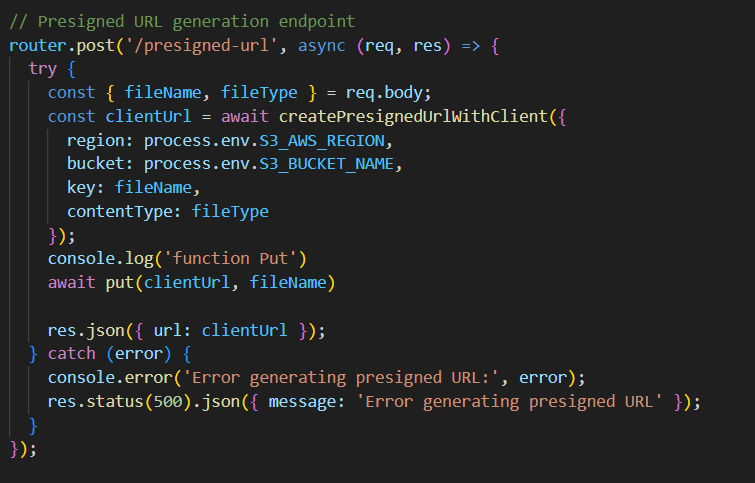 // Presigned URL generation endpoint
router.post('/presigned-url', async (req, res) => {
  try {
    const { fileName, fileType } = req.body;
    const clientUrl = await createPresignedUrlWithClient({
      region: process.env.S3_AWS_REGION,
      bucket: process.env.S3_BUCKET_NAME,
      key: fileName,
      contentType: fileType
    });
    console.log('function Put')
    await put(clientUrl, fileName)

    res.json({ url: clientUrl });
  } catch (error) {
    console.error('Error generating presigned URL:', error);
    res.status(500).json({ message: 'Error generating presigned URL' });
  }
});